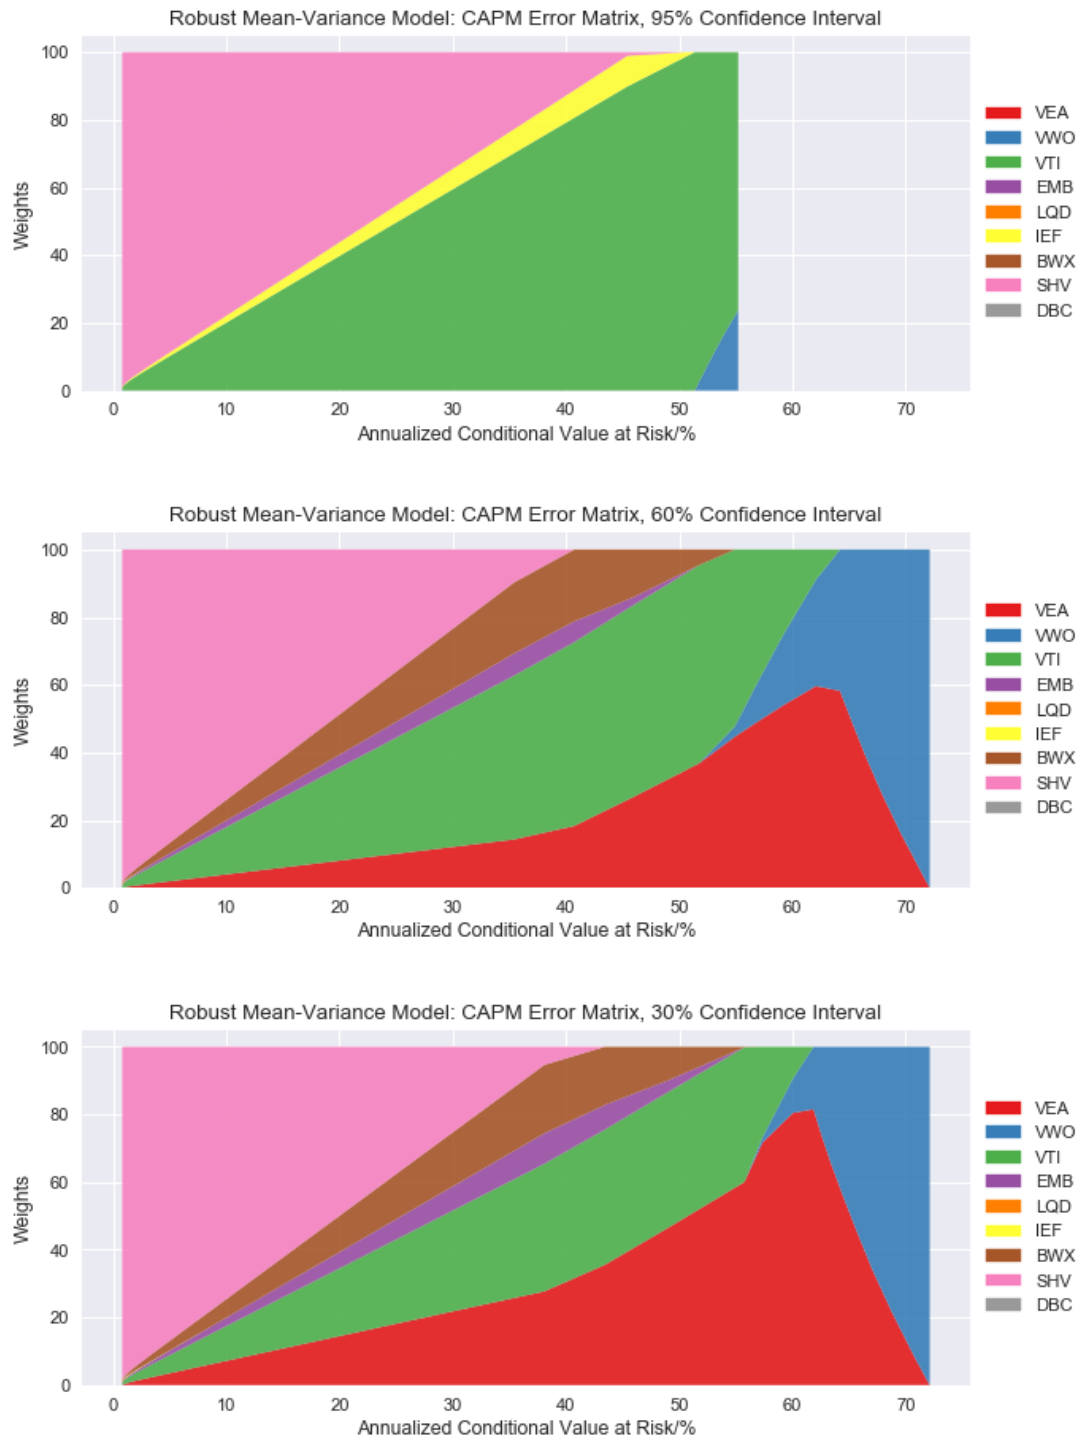 Robust Mean-Variance Model: CAPM Error Matrix, 95% Confidence Interval
100
80
60
40
20
0
Weights
0 10 20 30 40 50 60 70
Annualized Conditional Value at Risk/%
VEA
VWO
VTI
EMB
LQD
IEF
BWX
SHV
DBC
Robust Mean-Variance Model: CAPM Error Matrix, 60% Confidence Interval
100
80
60
40
20
0
Weights
0 10 20 30 40 50 60 70
Annualized Conditional Value at Risk/%
VEA
VWO
VTI
EMB
LQD
IEF
BWX
SHV
DBC
Robust Mean-Variance Model: CAPM Error Matrix, 30% Confidence Interval
100
80
60
40
20
0
Weights
0 10 20 30 40 50 60 70
Annualized Conditional Value at Risk/%
VEA
VWO
VTI
EMB
LQD
IEF
BWX
SHV
DBC